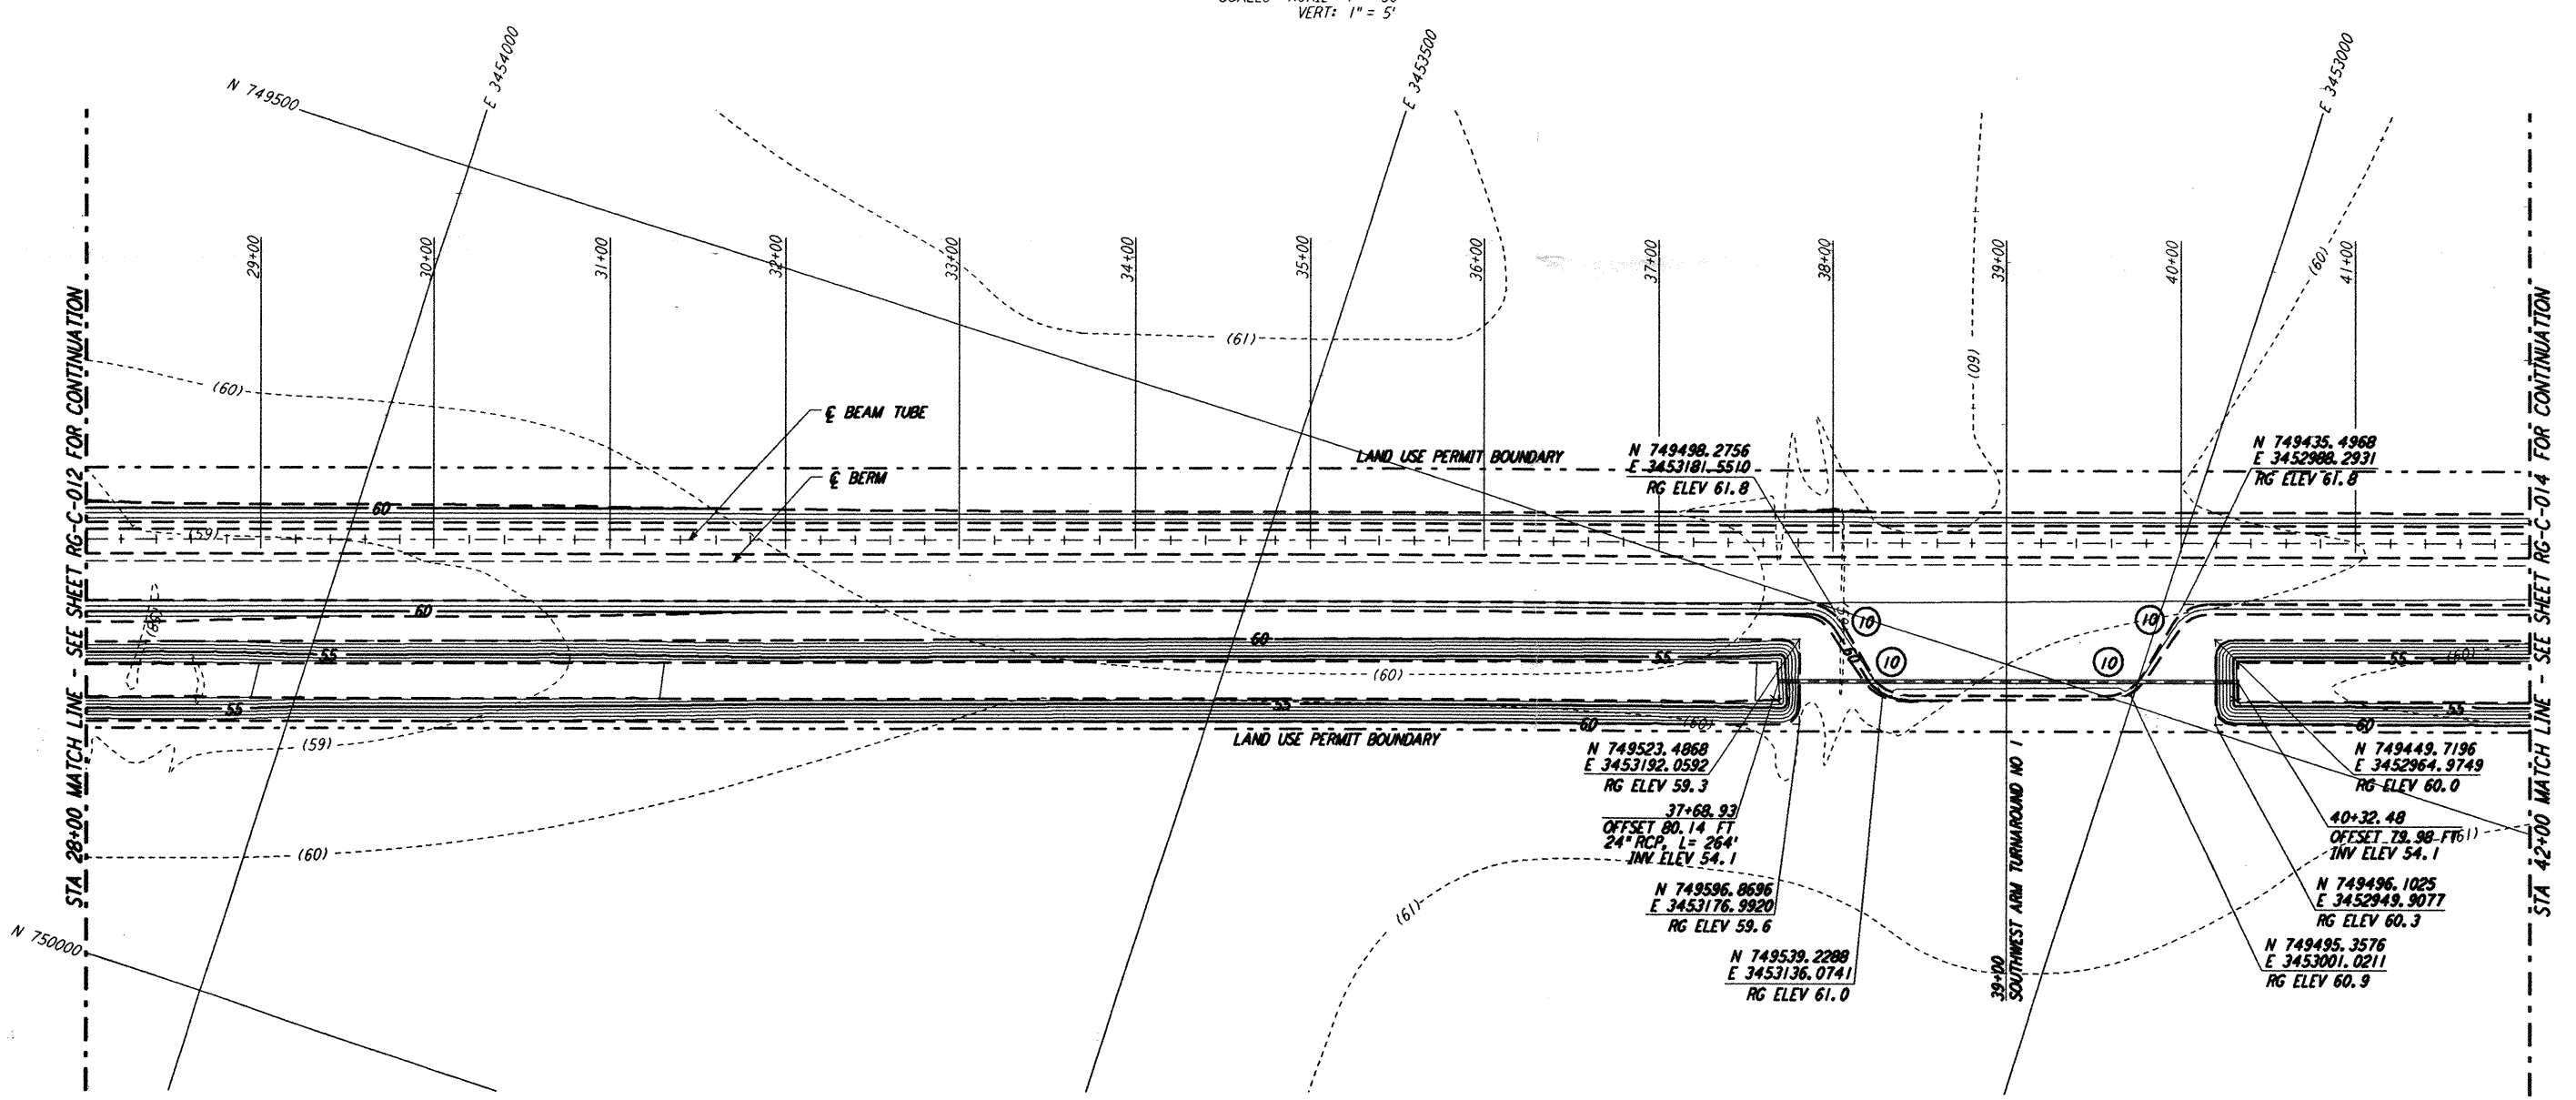 VERT: 1" = 5'
N 749500
E 3454000
E 3453500
E 3453000
29+00
30+00
31+00
32+00
33+00
34+00
35+00
36+00
37+00
38+00
39+00
40+00
41+00
(60)
(61)
(60)
(60)
STA 28+00 MATCH LINE - SEE SHEET RG-C-012 FOR CONTINUATION
STA 42+00 MATCH LINE - SEE SHEET RG-C-014 FOR CONTINUATION
(60)
℄ BEAM TUBE
℄ BERM
LAND USE PERMIT BOUNDARY
N 749498.2756
E 3453181.5510
RG ELEV 61.8
N 749435.4968
E 3452988.2931
RG ELEV 61.8
60
(59)
60
10
10
10
10
60
60
55
55
55
(60)
(60)
55
55
60
(60)
55
60
(59)
LAND USE PERMIT BOUNDARY
N 749523.4868
E 3453192.0592
RG ELEV 59.3
37+68.93
OFFSET 80.14 FT
24" RCP, L= 264'
INV ELEV 54.1
N 749596.8696
E 3453176.9920
RG ELEV 59.6
N 749539.2288
E 3453136.0741
RG ELEV 61.0
39+00
SOUTHWEST ARM TURNAROUND NO 1
N 749449.7196
E 3452964.9749
RG ELEV 60.0
40+32.48
OFFSET 79.98 FT
(61)
INV ELEV 54.1
N 749496.1025
E 3452949.9077
RG ELEV 60.3
N 749495.3576
E 3453001.0211
RG ELEV 60.9
(60)
(61)
N 750000